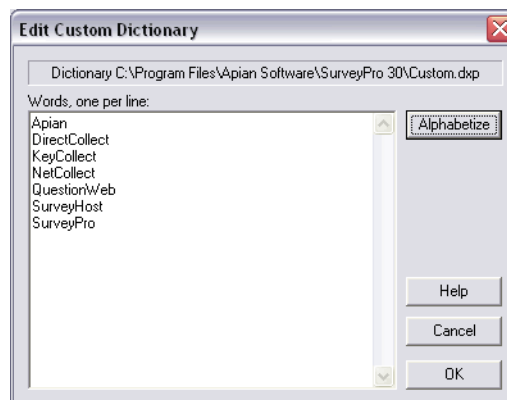 Edit Custom Dictionary
Dictionary C:\Program Files\Apian Software\SurveyPro 30\Custom.dxp
Words, one per line:
Apian
DirectCollect
KeyCollect
NetCollect
QuestionWeb
SurveyHost
SurveyPro
Alphabetize
Help
Cancel
OK